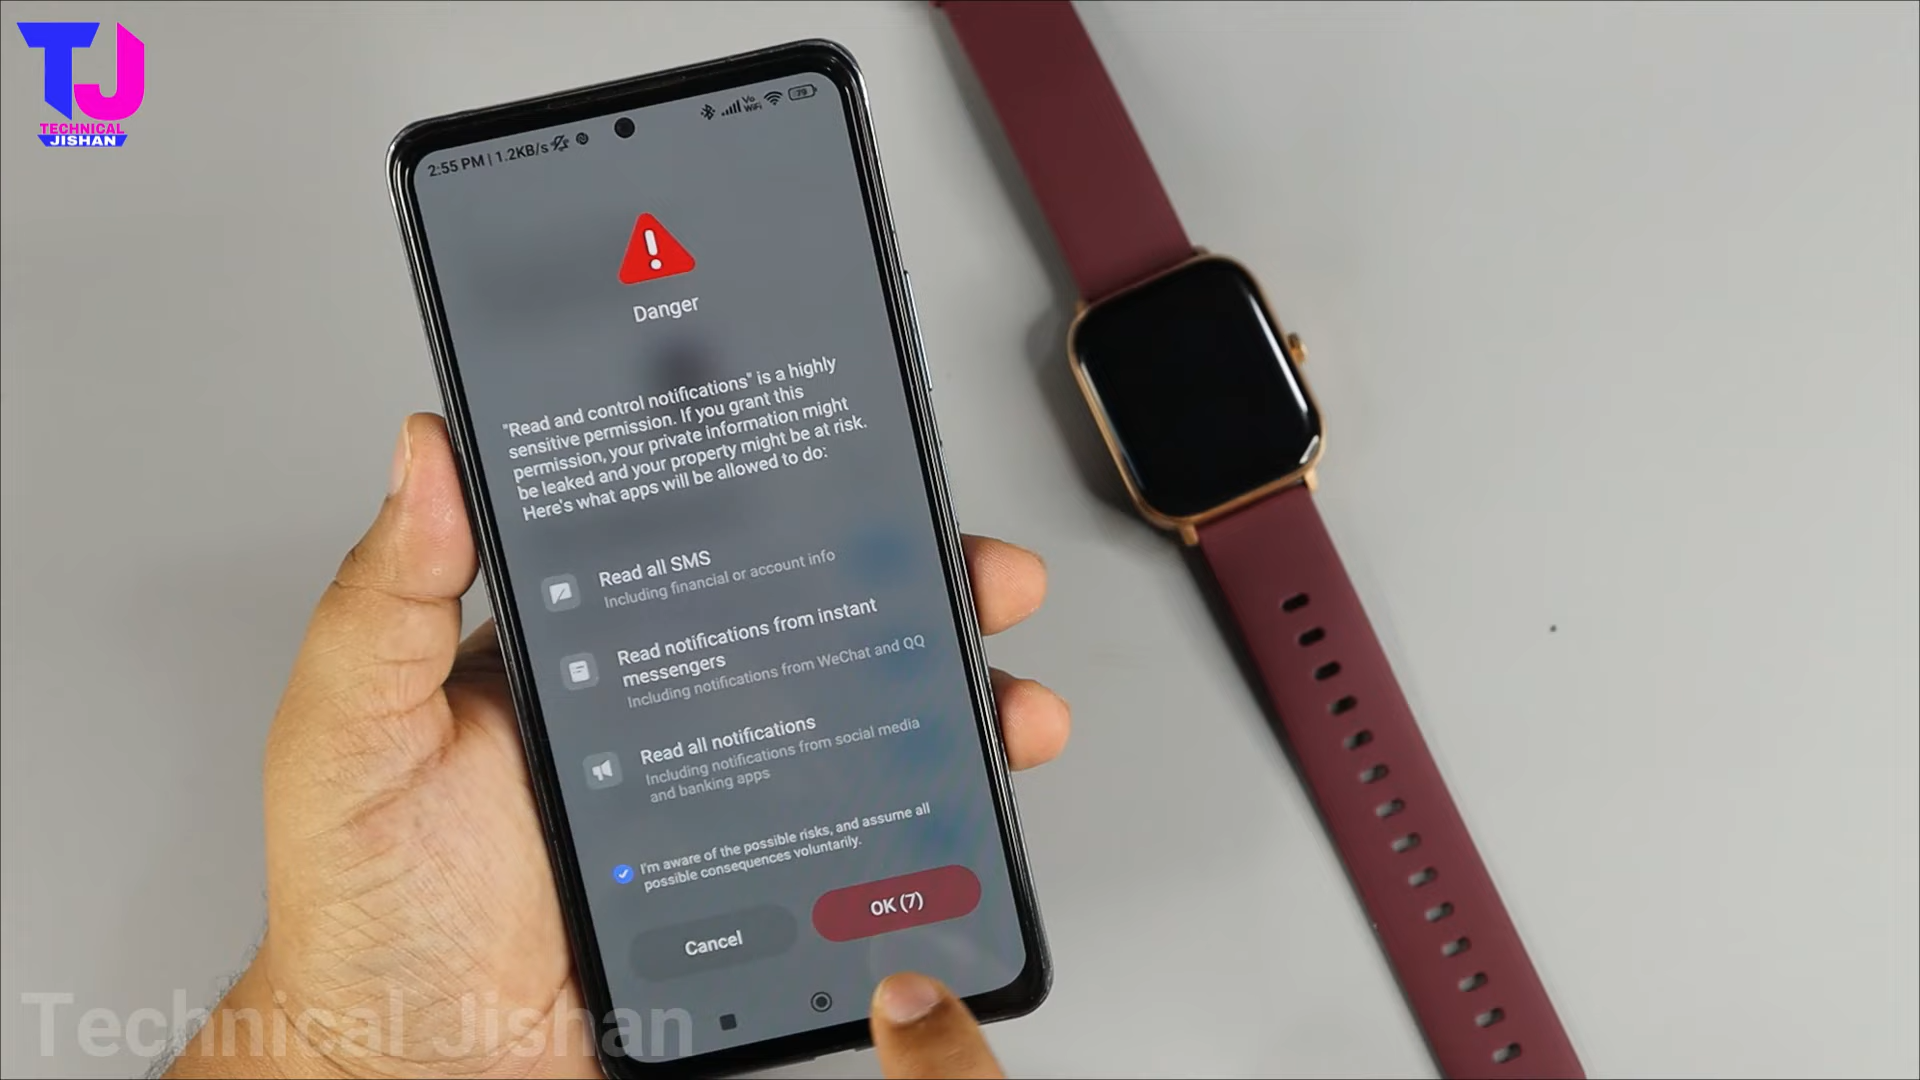 TJ
TECHNICAL
JISHAN
2:55 PM | 1.2KB/s
Vo
WiFi
79
Danger
"Read and control notifications" is a highly
sensitive permission. If you grant this
permission, your private information might
be leaked and your property might be at risk.
Here's what apps will be allowed to do:
Read all SMS
Including financial or account info
Read notifications from instant
messengers
Including notifications from WeChat and QQ
Read all notifications
Including notifications from social media
and banking apps
I'm aware of the possible risks, and assume all
possible consequences voluntarily.
Cancel
OK (7)
Technical Jishan